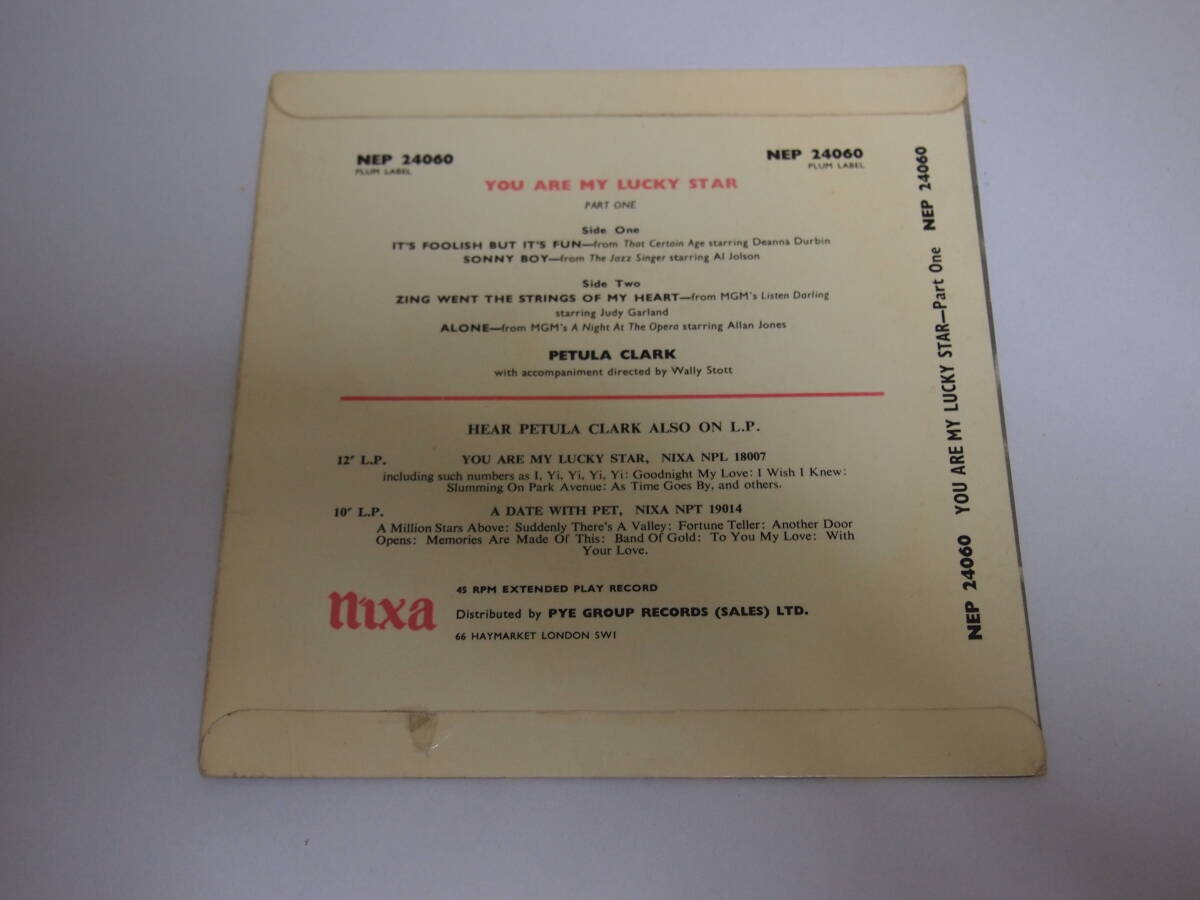 NEP 24060
PLUM LABEL
NEP 24060
PLUM LABEL
YOU ARE MY LUCKY STAR
PART ONE
Side One
IT'S FOOLISH BUT IT'S FUN—from That Certain Age starring Deanna Durbin
SONNY BOY—from The Jazz Singer starring Al Jolson
Side Two
ZING WENT THE STRINGS OF MY HEART—from MGM's Listen Darling
starring Judy Garland
ALONE—from MGM's A Night At The Opera starring Allan Jones
PETULA CLARK
with accompaniment directed by Wally Stott
HEAR PETULA CLARK ALSO ON L.P.
12" L.P. YOU ARE MY LUCKY STAR, NIXA NPL 18007
including such numbers as I, Yi, Yi, Yi, Yi: Goodnight My Love: I Wish I Knew:
Slumming On Park Avenue: As Time Goes By, and others.
10" L.P. A DATE WITH PET, NIXA NPT 19014
A Million Stars Above: Suddenly There's A Valley: Fortune Teller: Another Door
Opens: Memories Are Made Of This: Band Of Gold: To You My Love: With
Your Love.
nixa
45 RPM EXTENDED PLAY RECORD
Distributed by PYE GROUP RECORDS (SALES) LTD.
66 HAYMARKET LONDON SW1
NEP 24060 YOU ARE MY LUCKY STAR—Part One NEP 24060